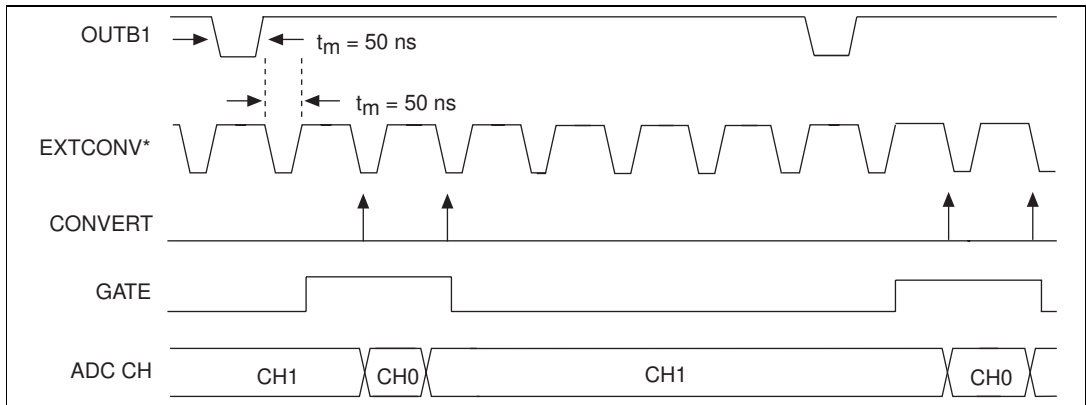 OUTB1
tm = 50 ns
tm = 50 ns
EXTCONV*
CONVERT
GATE
ADC CH
CH1
CH0
CH1
CH0